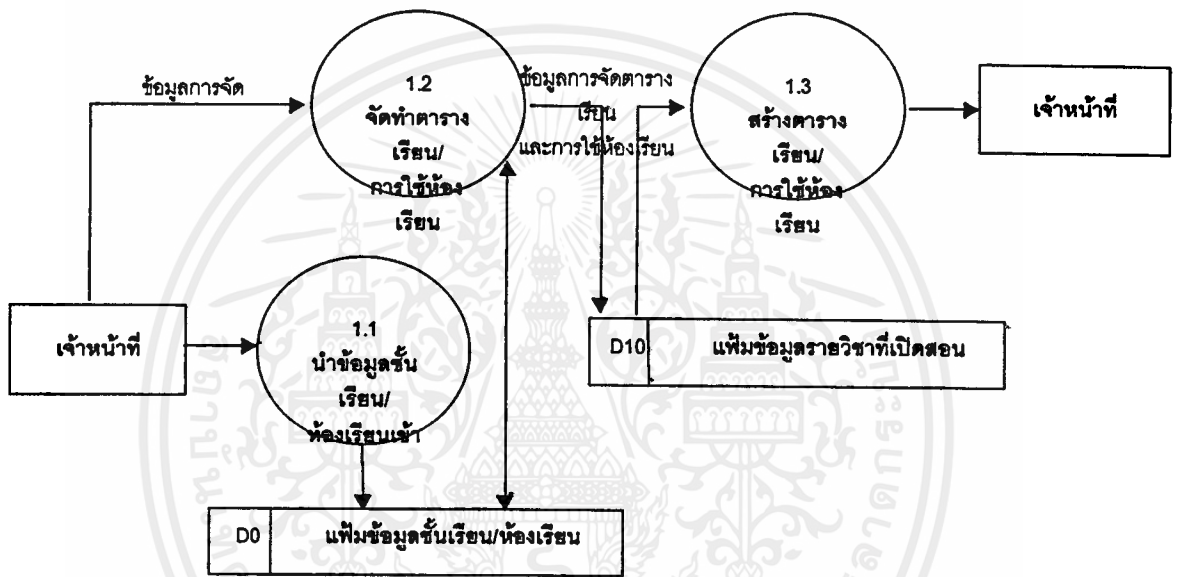 ข้อมูลการจัด
1.2
จัดทำตาราง
เรียน/
การใช้ห้อง
เรียน
ข้อมูลการจัดตาราง
เรียน
และการใช้ห้องเรียน
1.3
สร้างตาราง
เรียน/
การใช้ห้อง
เรียน
เจ้าหน้าที่
เจ้าหน้าที่
1.1
นำข้อมูลชั้น
เรียน/
ห้องเรียนเข้า
D10 แฟ้มข้อมูลรายวิชาที่เปิดสอน
D0 แฟ้มข้อมูลชั้นเรียน/ห้องเรียน